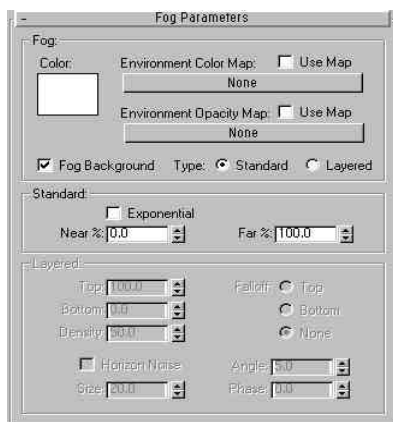 - Fog Parameters
Fog:
Color: Environment Color Map: Use Map
None
Environment Opacity Map: Use Map
None
Fog Background Type: Standard Layered
Standard:
Exponential
Near %: 0.0 Far %: 100.0
Layered:
Top: 100.0 Falloff: Top
Bottom: 0.0 Bottom
Density: 50.0 None
Horizon Noise Angle: 5.0
Size: 20.0 Phase: 0.0